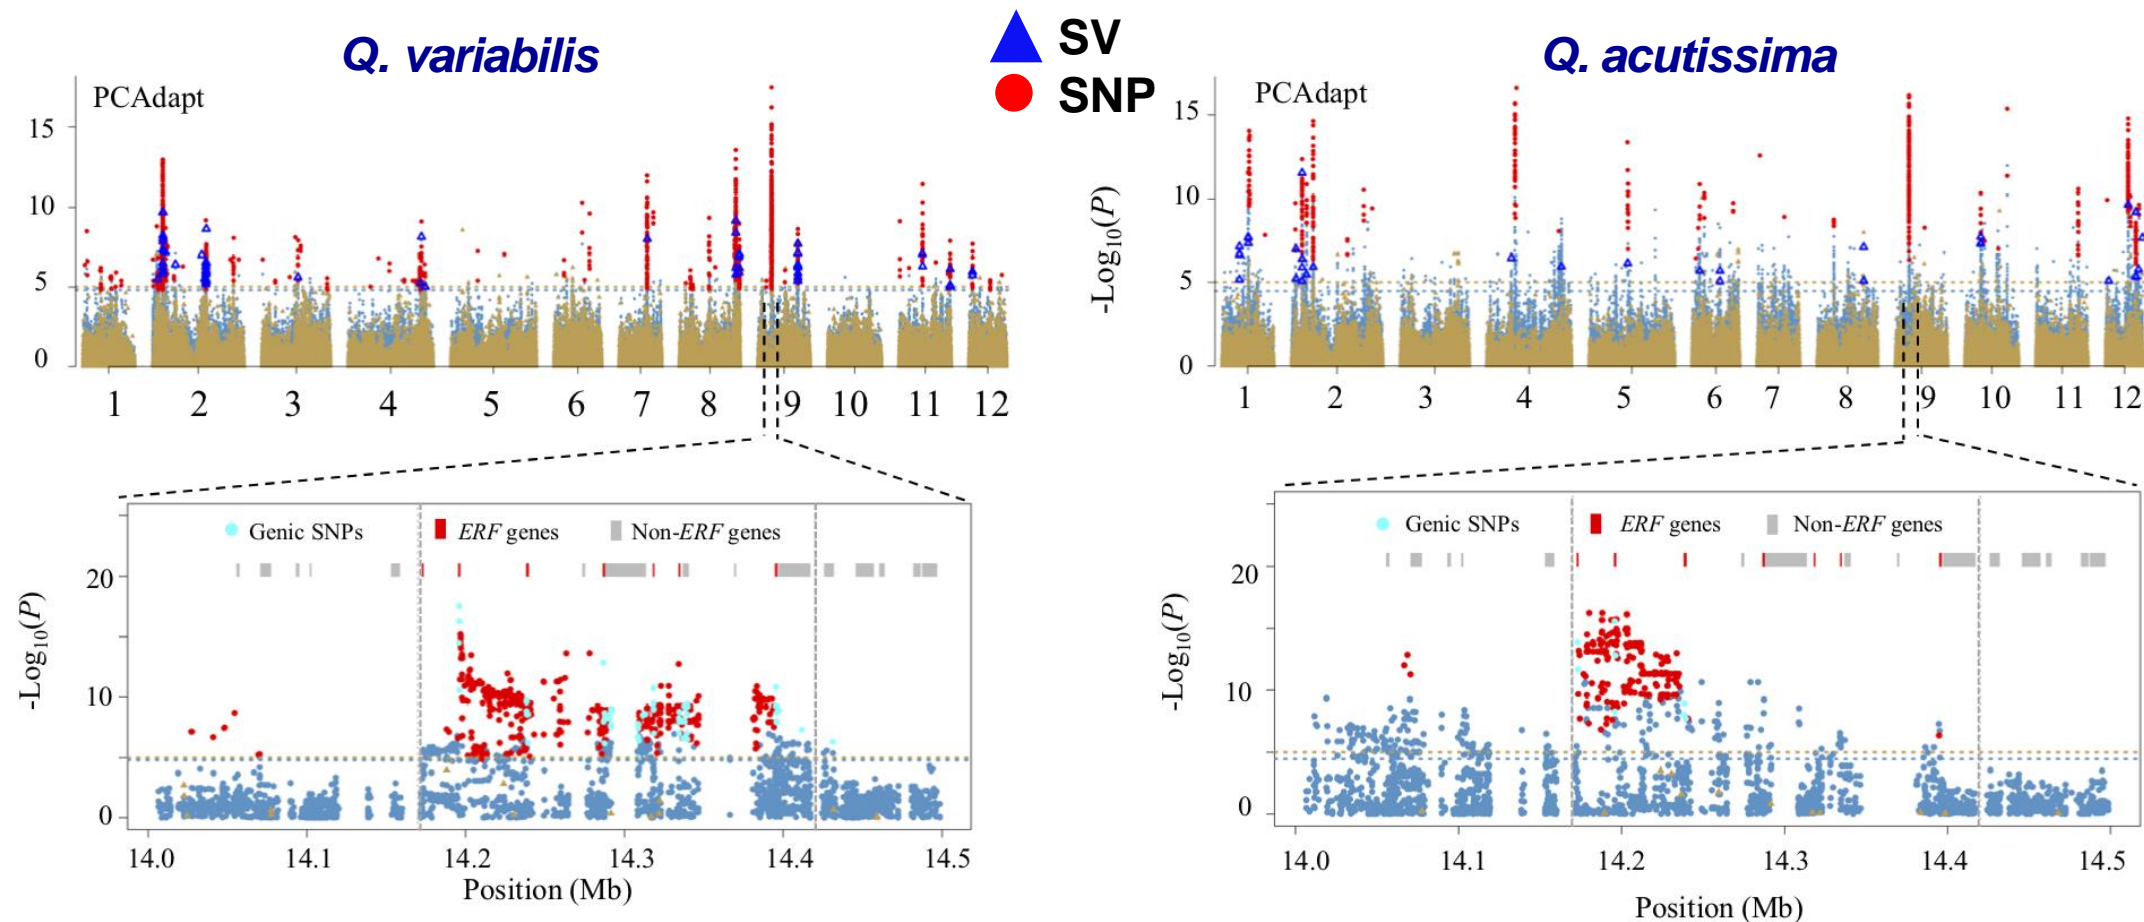 Q. variabilis
SV
SNP
Q. acutissima
PCAdapt
15
10
5
0
1 2 3 4 5 6 7 8 9 10 11 12
PCAdapt
-Log10(P)
15
10
5
0
1 2 3 4 5 6 7 8 9 10 11 12
Genic SNPs ERF genes Non-ERF genes
-Log10(P)
20
10
0
14.0 14.1 14.2 14.3 14.4 14.5
Position (Mb)
Genic SNPs ERF genes Non-ERF genes
-Log10(P)
20
10
0
14.0 14.1 14.2 14.3 14.4 14.5
Position (Mb)